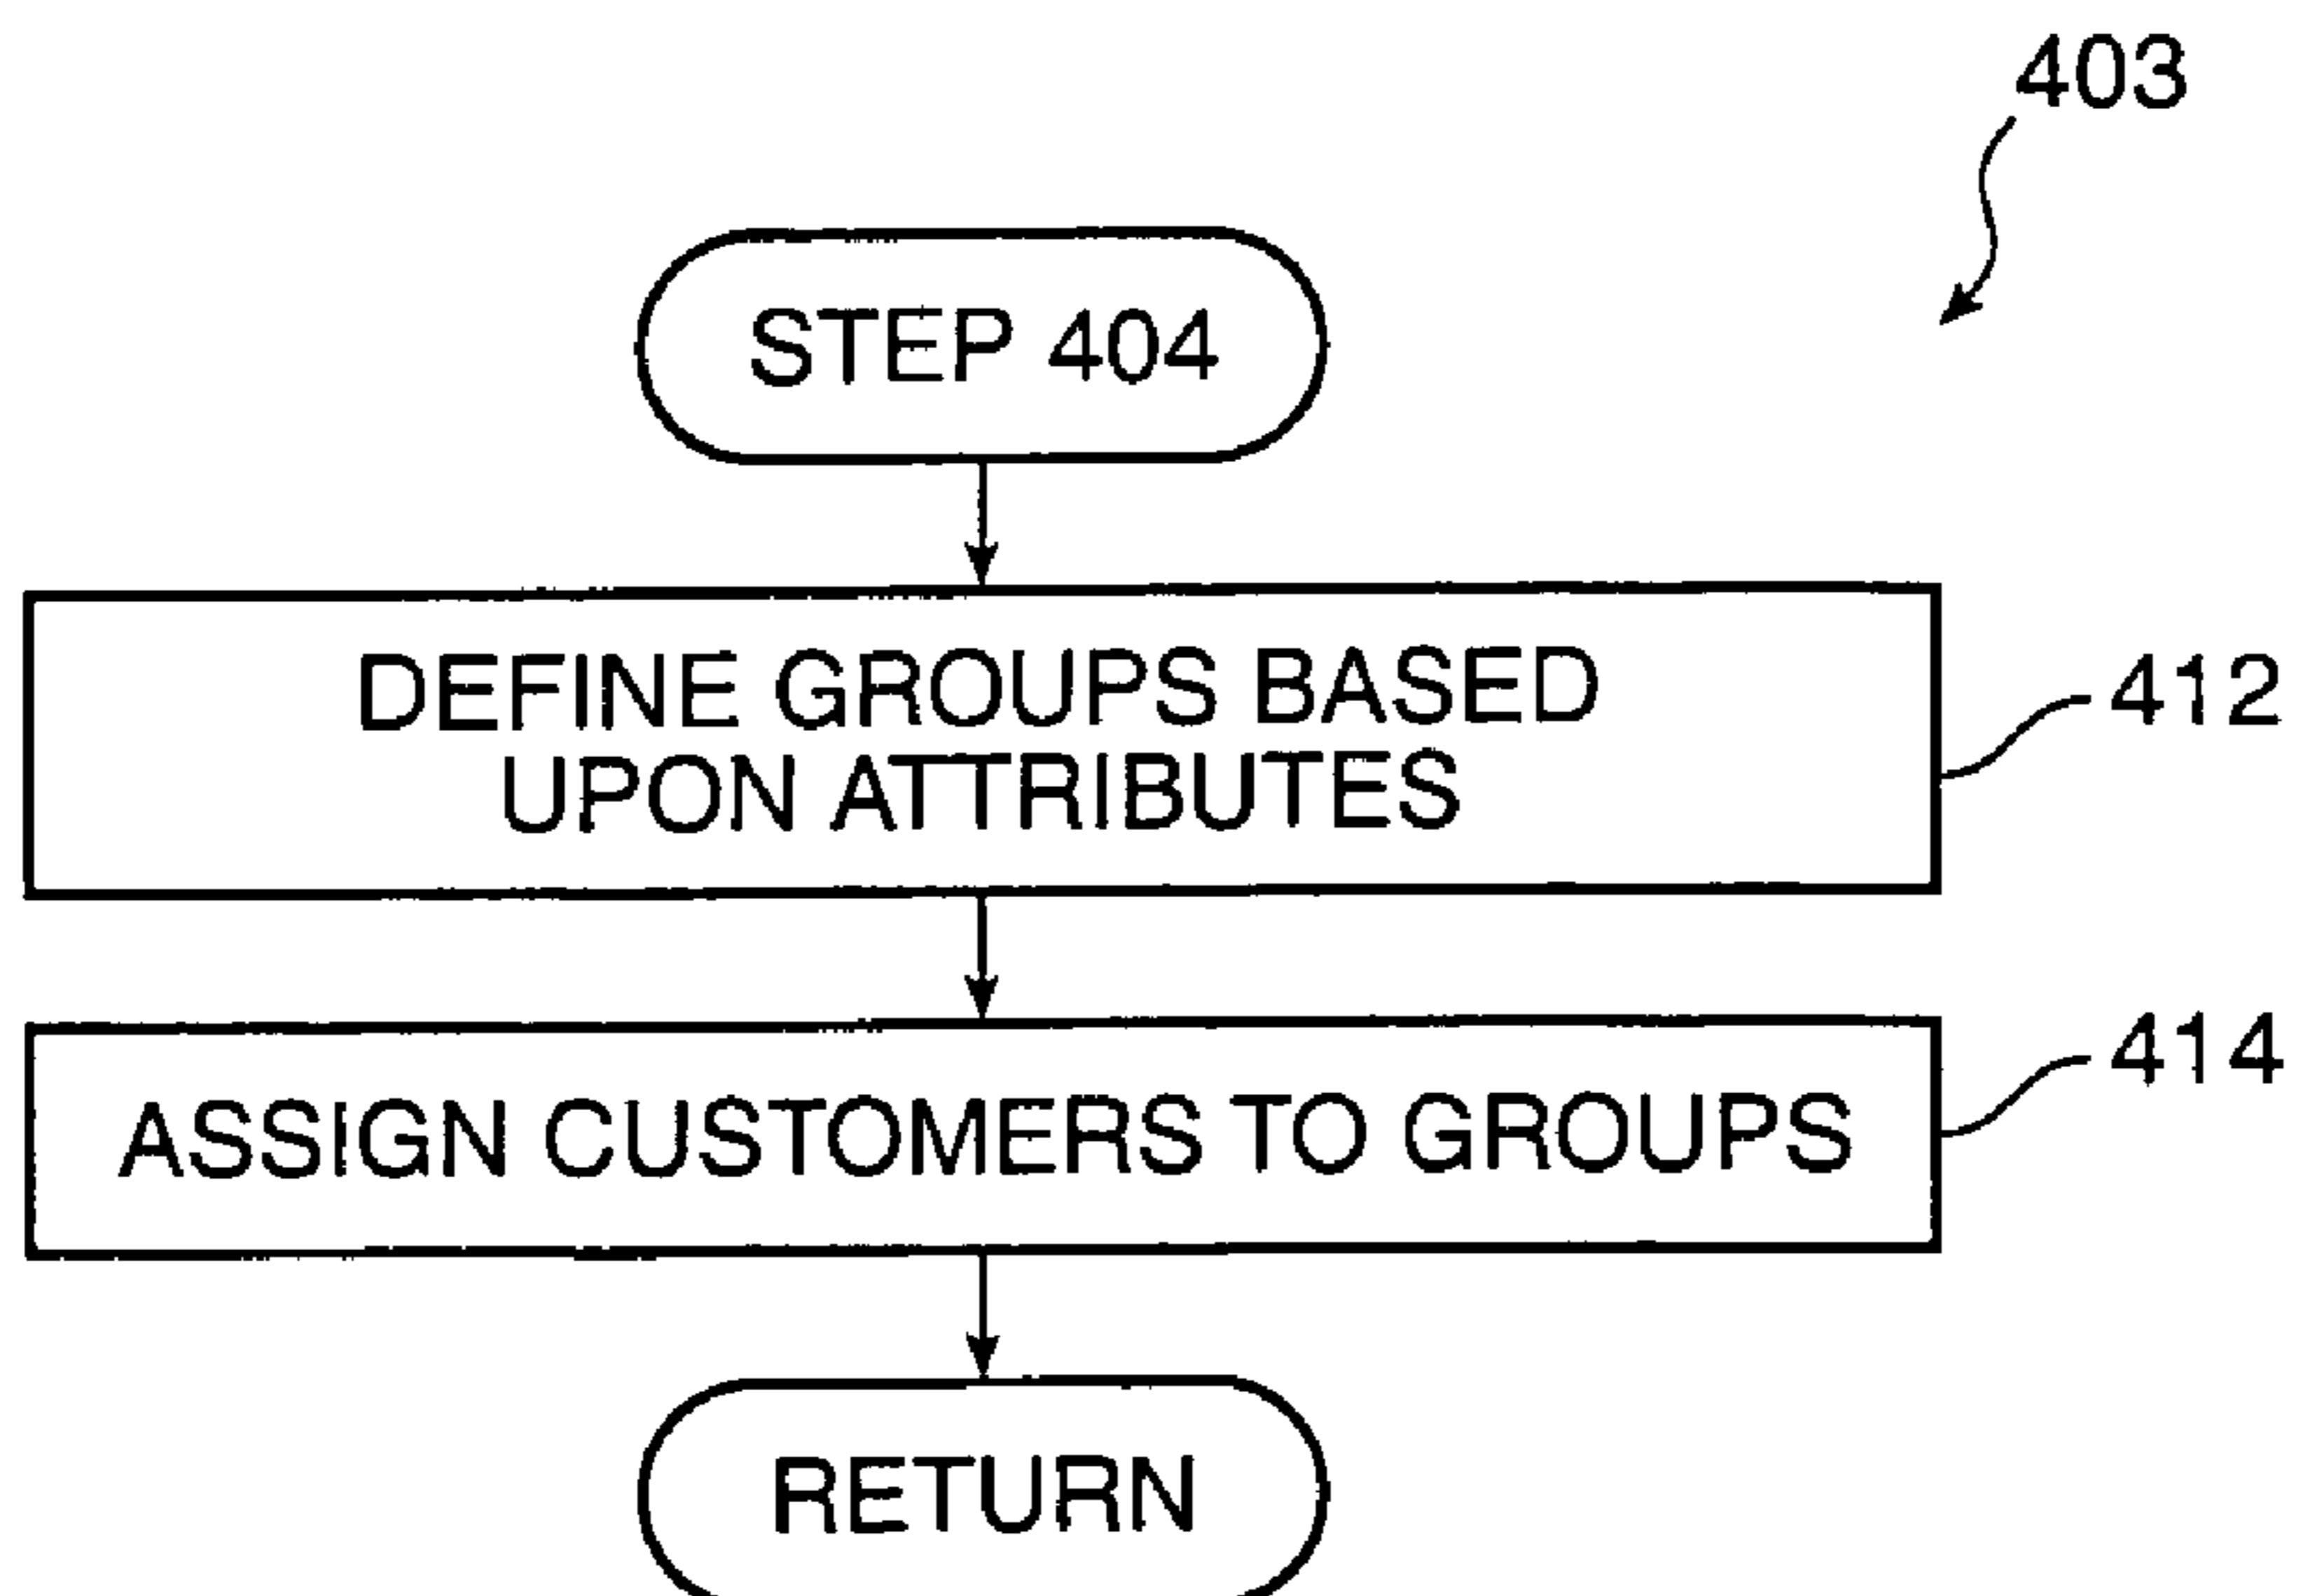 403
STEP 404
DEFINE GROUPS BASED
UPON ATTRIBUTES
412
ASSIGN CUSTOMERS TO GROUPS
414
RETURN